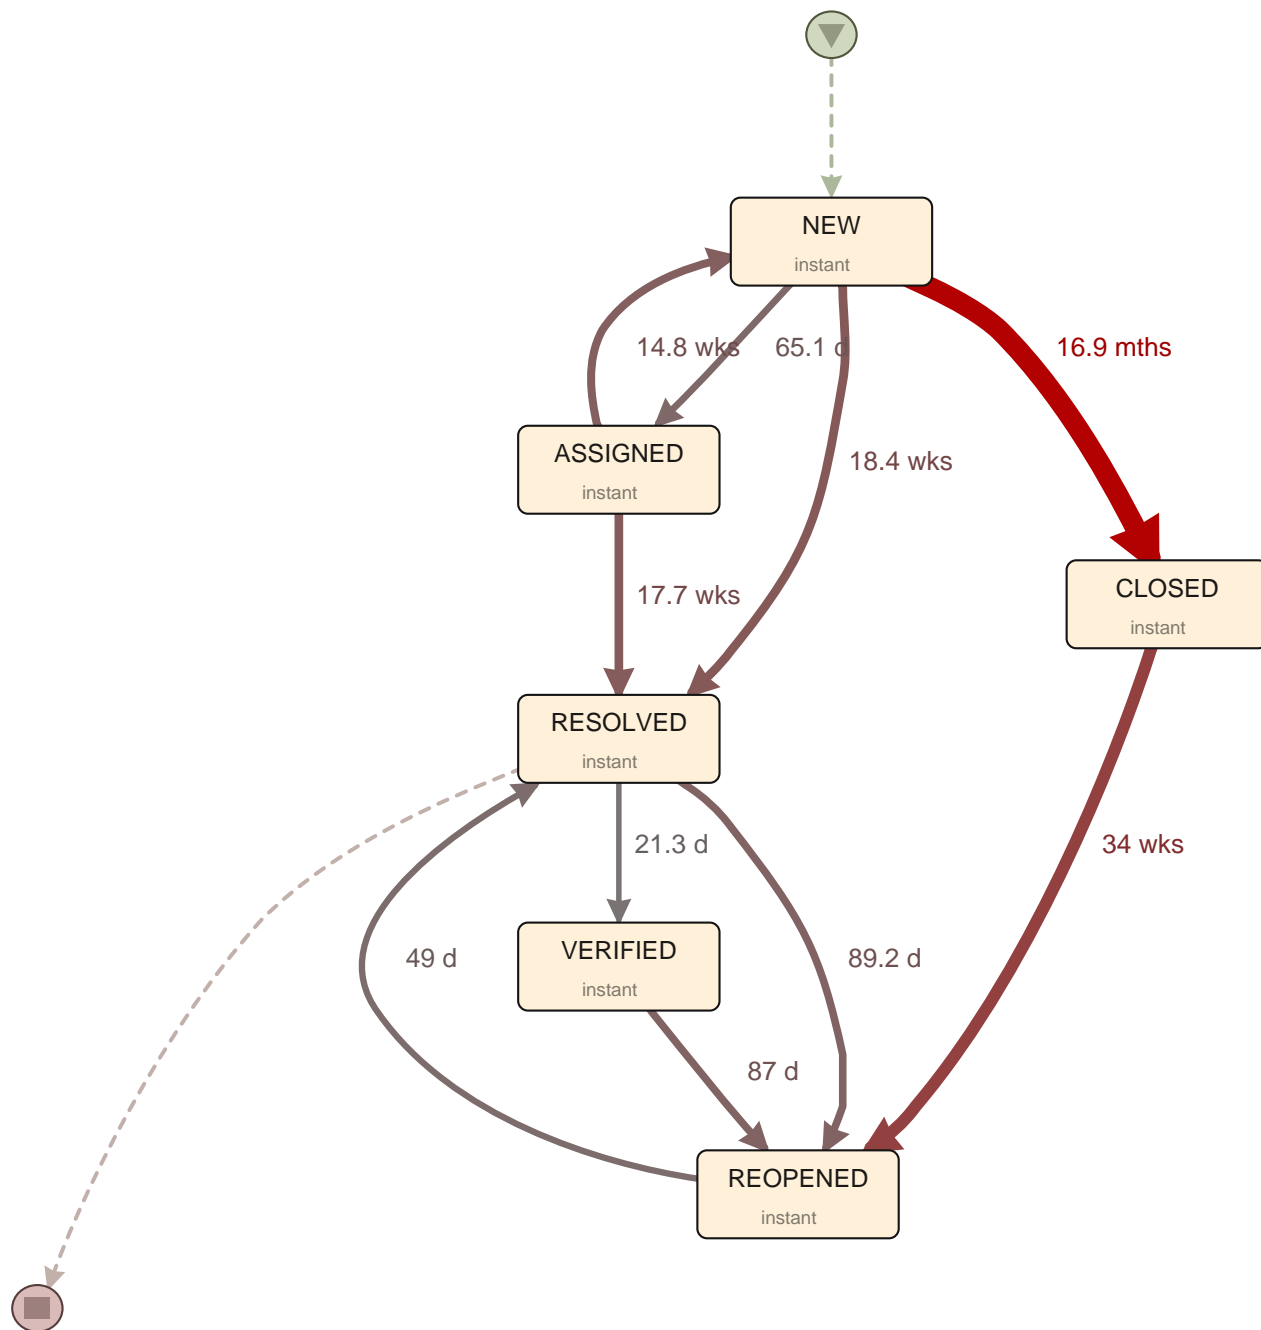 NEW
instant
14.8 wks
65.1 d
16.9 mths
ASSIGNED
instant
18.4 wks
17.7 wks
CLOSED
instant
RESOLVED
instant
21.3 d
34 wks
VERIFIED
instant
49 d
89.2 d
87 d
REOPENED
instant